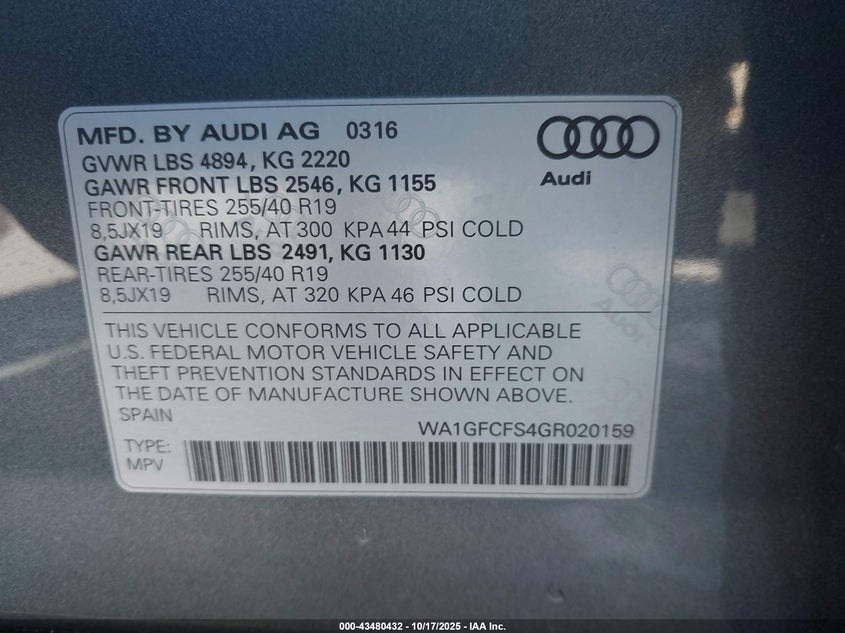 MFD. BY AUDI AG 0316
GVWR LBS 4894, KG 2220
GAWR FRONT LBS 2546, KG 1155
FRONT-TIRES 255/40 R19
8,5JX19 RIMS, AT 300 KPA 44 PSI COLD
GAWR REAR LBS 2491, KG 1130
REAR-TIRES 255/40 R19
8,5JX19 RIMS, AT 320 KPA 46 PSI COLD
Audi
THIS VEHICLE CONFORMS TO ALL APPLICABLE
U.S. FEDERAL MOTOR VEHICLE SAFETY AND
THEFT PREVENTION STANDARDS IN EFFECT ON
THE DATE OF MANUFACTURE SHOWN ABOVE.
SPAIN
WA1GFCFS4GR020159
TYPE:
MPV
Audi
000-43480432 - 10/17/2025 - IAA Inc.